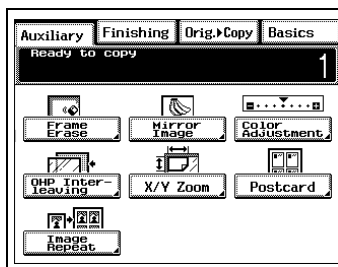 Auxiliary Finishing Orig.▸Copy Basics
Ready to copy
1
Frame
Erase
Mirror
Image
Color
Adjustment
OHP Inter-
leaving
X/Y Zoom
Postcard
Image
Repeat